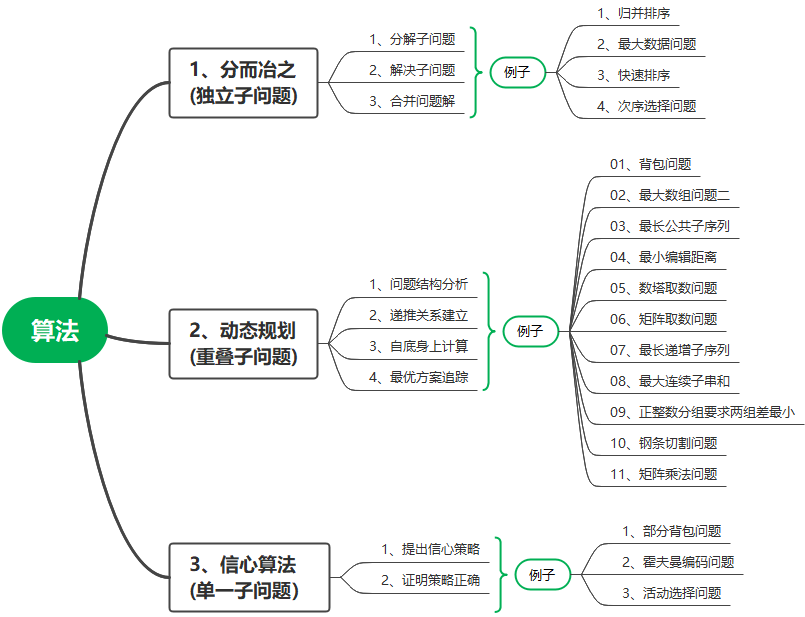 算法
1、分而冶之
(独立子问题)
1、分解子问题
2、解决子问题
3、合并问题解
例子
1、归并排序
2、最大数据问题
3、快速排序
4、次序选择问题
2、动态规划
(重叠子问题)
1、问题结构分析
2、递推关系建立
3、自底身上计算
4、最优方案追踪
例子
01、背包问题
02、最大数组问题二
03、最长公共子序列
04、最小编辑距离
05、数塔取数问题
06、矩阵取数问题
07、最长递增子序列
08、最大连续子串和
09、正整数分组要求两组差最小
10、钢条切割问题
11、矩阵乘法问题
3、信心算法
(单一子问题)
1、提出信心策略
2、证明策略正确
例子
1、部分背包问题
2、霍夫曼编码问题
3、活动选择问题